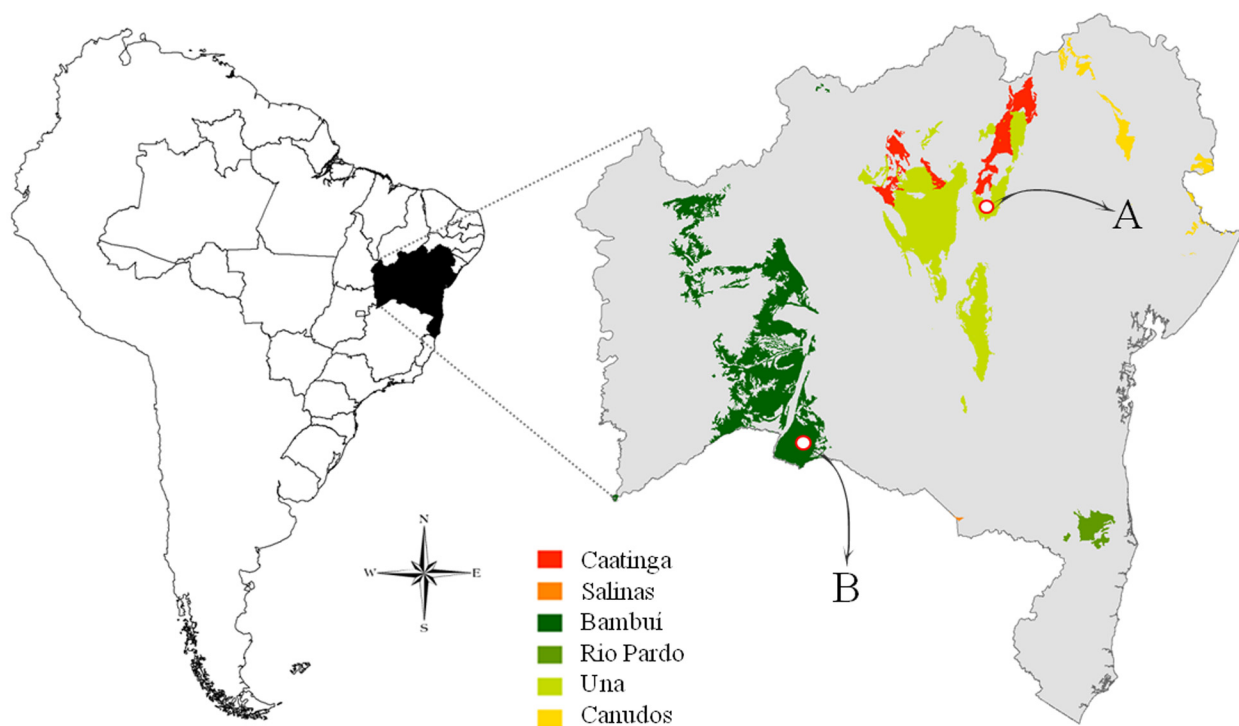 A
N
W
E
S
Caatinga
Salinas
Bambuí
Rio Pardo
Una
Canudos
B